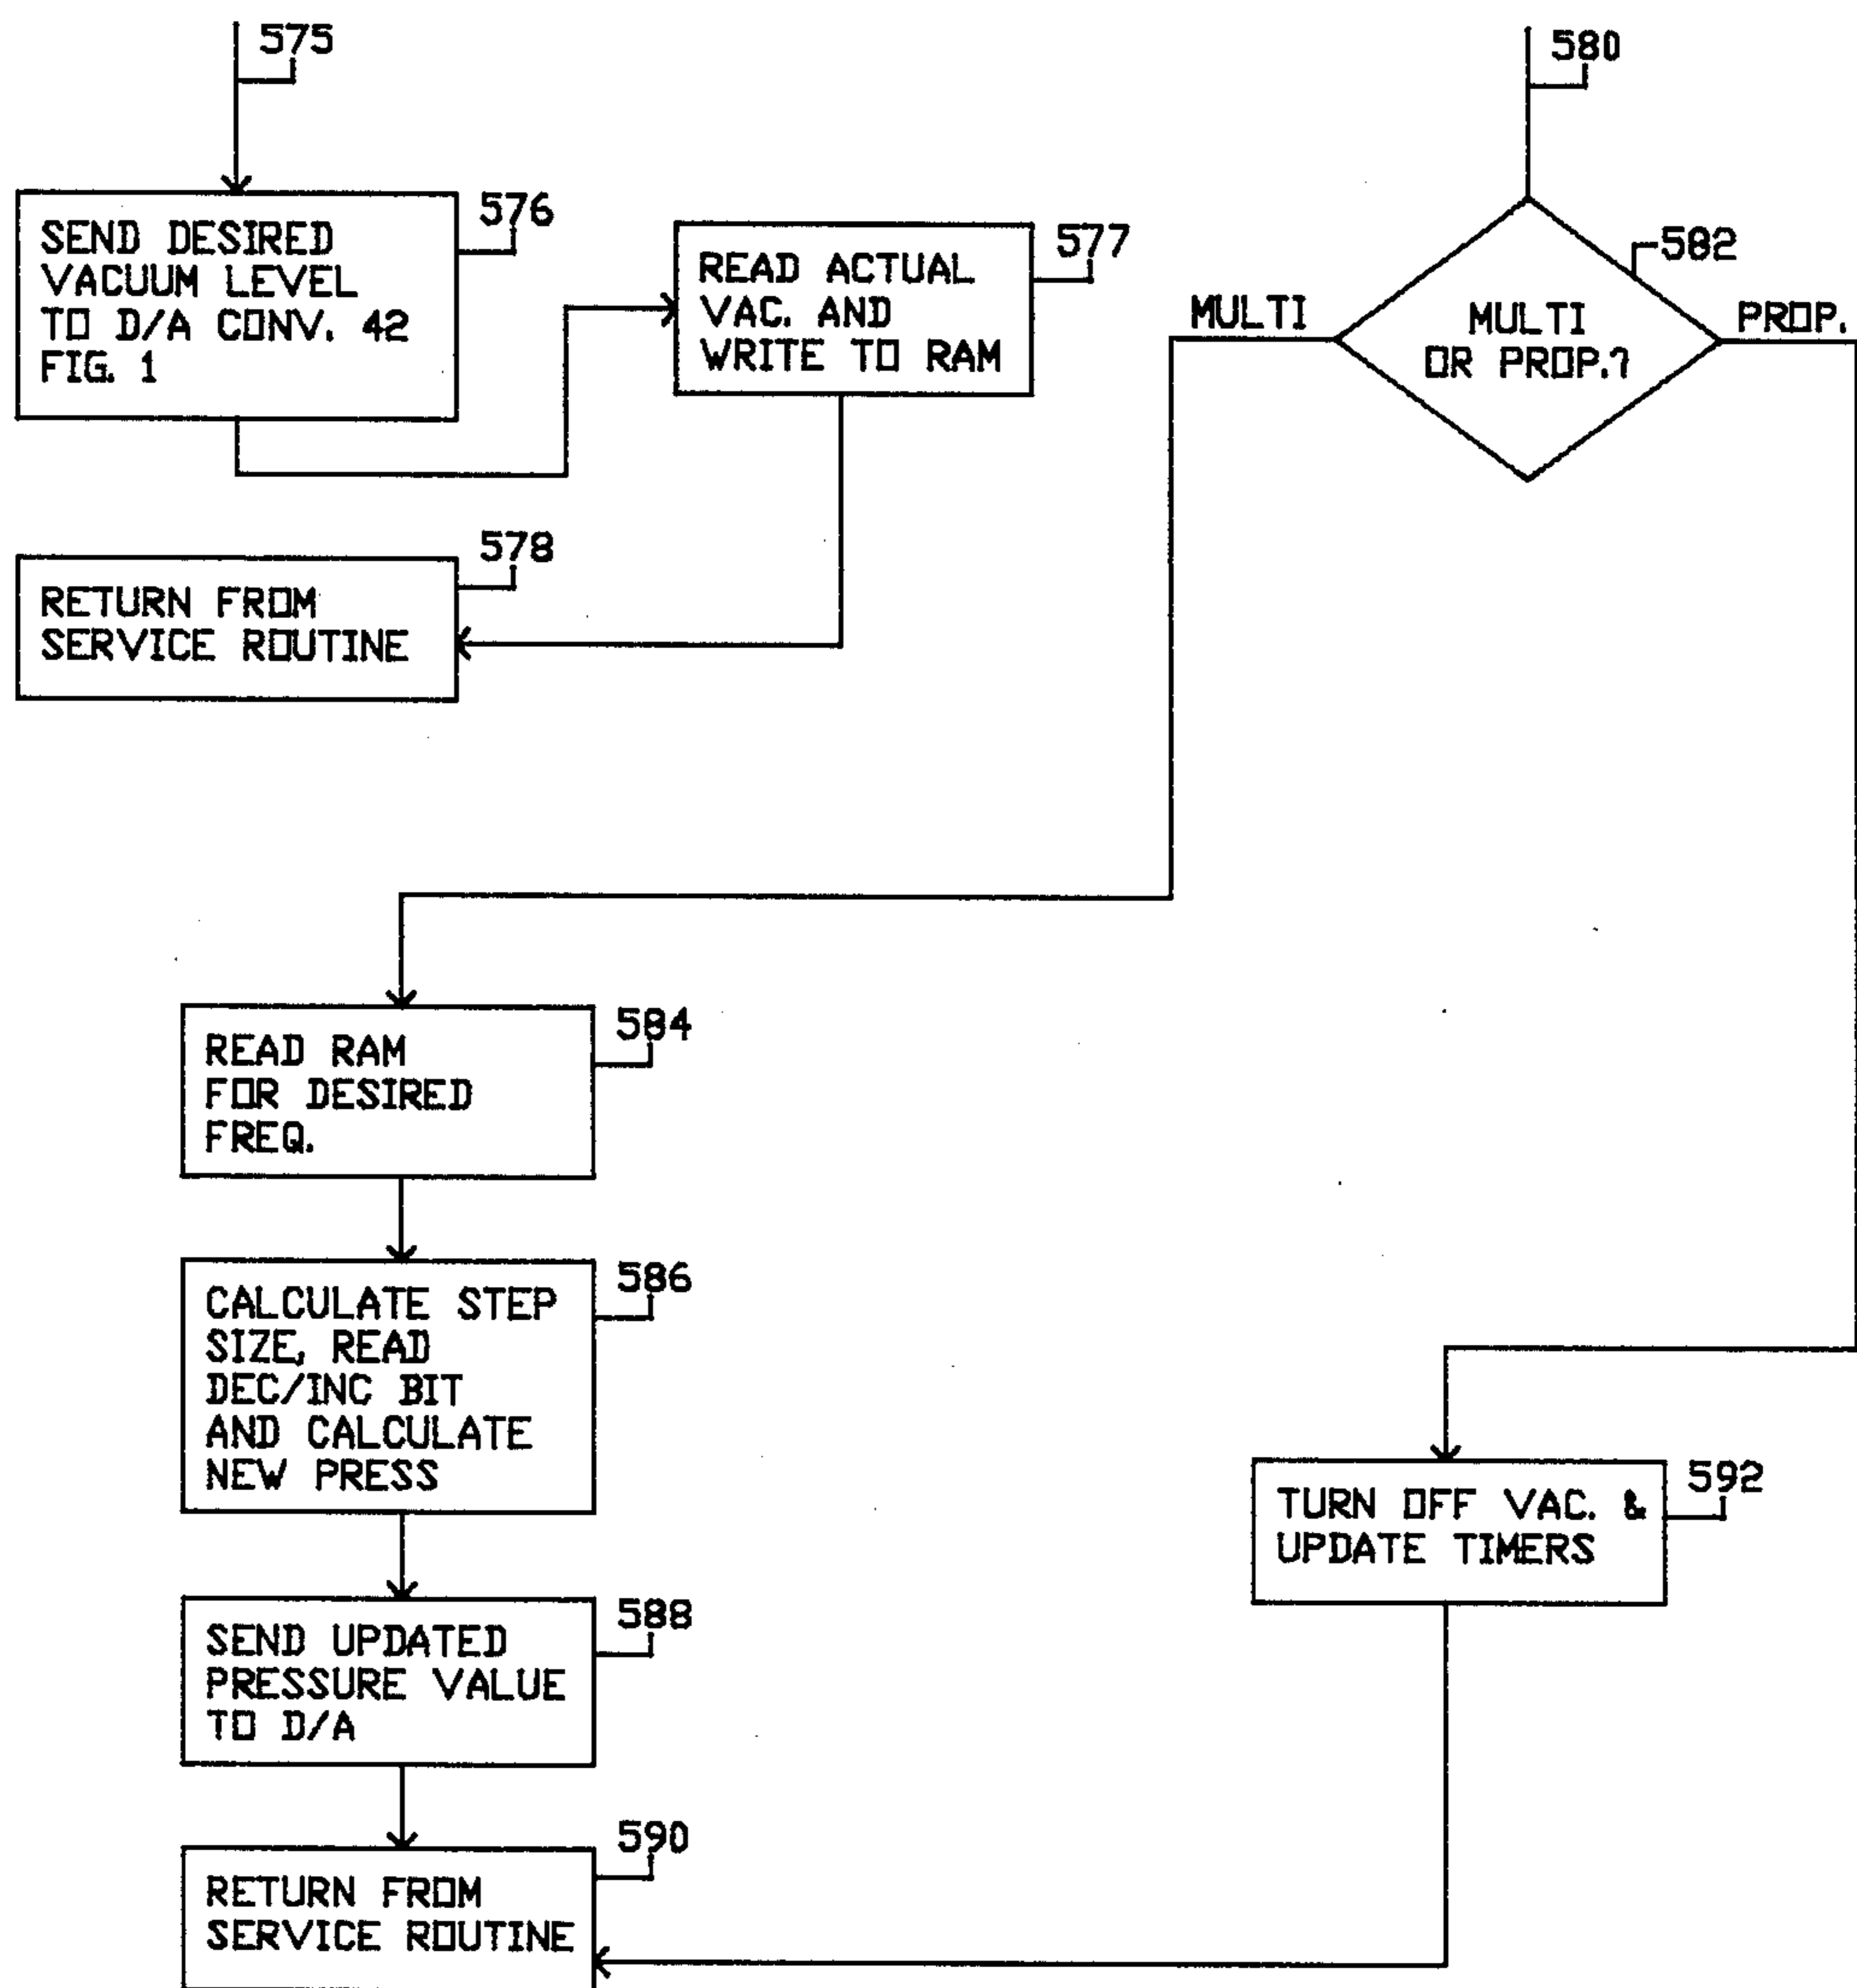 575
580
SEND DESIRED
VACUUM LEVEL
TO D/A CONV. 42
FIG. 1
576
READ ACTUAL
VAC. AND
WRITE TO RAM
577
582
MULTI
MULTI
OR PROP.?
PROP.
RETURN FROM
SERVICE ROUTINE
578
READ RAM
FOR DESIRED
FREQ.
584
CALCULATE STEP
SIZE, READ
DEC/INC BIT
AND CALCULATE
NEW PRESS
586
TURN OFF VAC. &
UPDATE TIMERS
592
SEND UPDATED
PRESSURE VALUE
TO D/A
588
RETURN FROM
SERVICE ROUTINE
590